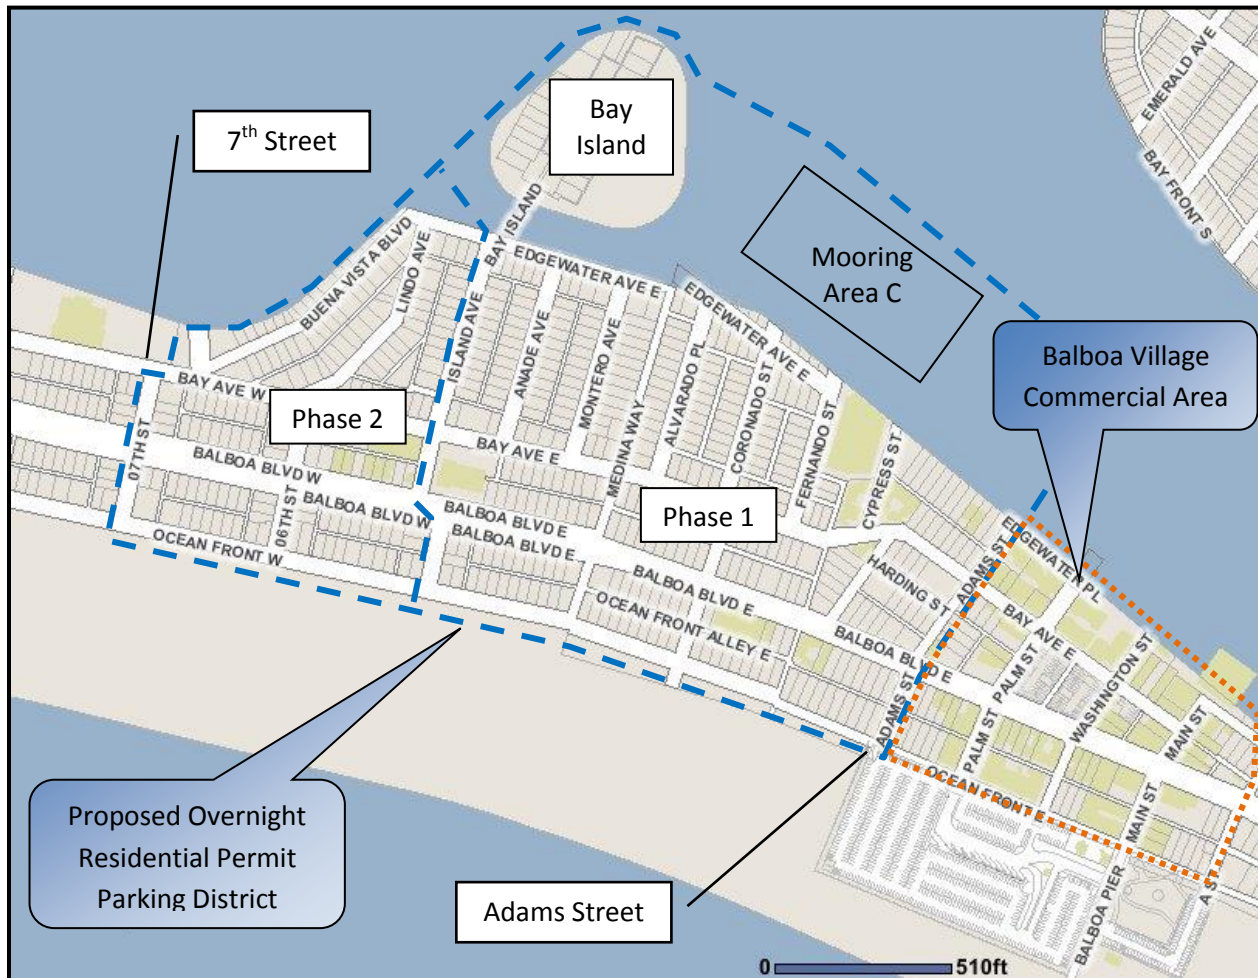 EMERALD AVE
BAY FRONT S
7th Street
Bay
Island
BAY ISLAND
Mooring
Area C
BUENA VISTA BLVD
LINDO AVE
EDGEWATER AVE E
EDGEWATER AVE E
ISLAND AVE
ANADE AVE
MONTERO AVE
MEDINA WAY
ALVARADO PL
CORONADO ST
FERNANDO ST
CYPRESS ST
Balboa Village
Commercial Area
BAY AVE W
Phase 2
BAY AVE E
Phase 1
07TH ST
BALBOA BLVD W
06TH ST
BALBOA BLVD W
BALBOA BLVD E
BALBOA BLVD E
BALBOA BLVD E
BALBOA BLVD E
OCEAN FRONT W
OCEAN FRONT ALLEY E
HARDING ST
ADAMS ST
ADAMS ST
EDGEWATER PL
BAY AVE E
PALM ST
PALM ST
WASHINGTON ST
MAIN ST
MAIN ST
OCEAN FRONT E
BALBOA PIER
A ST
Proposed Overnight
Residential Permit
Parking District
Adams Street
0 510ft